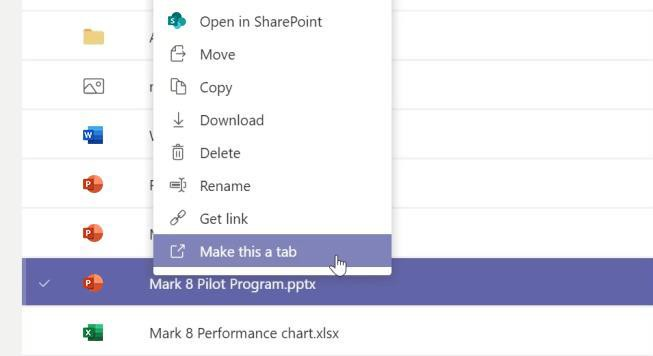 Open in SharePoint
Move
Copy
Download
Delete
Rename
Get link
Make this a tab
Mark 8 Pilot Program.pptx
Mark 8 Performance chart.xlsx